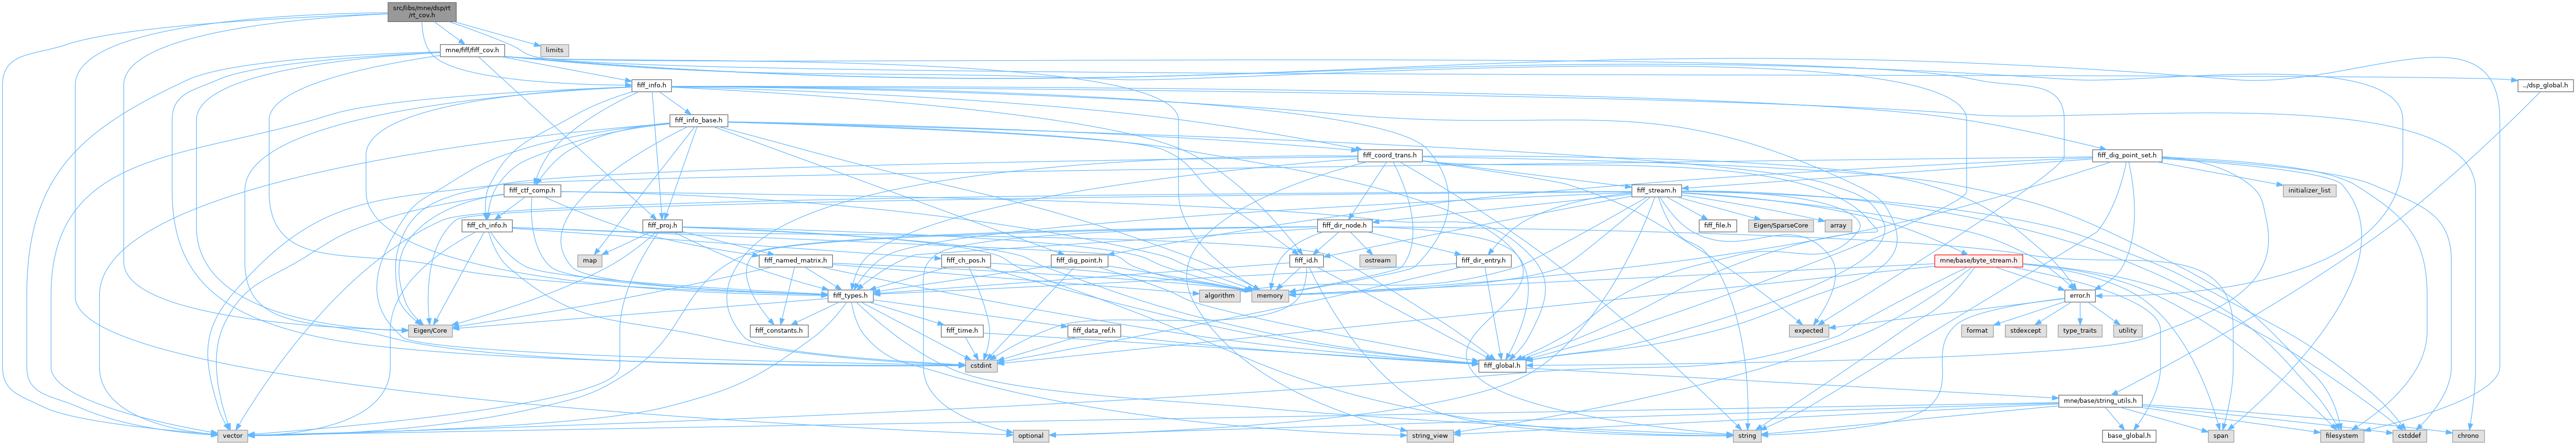 src/libs/mne/dsp/rt
/rt_cov.h
mne/fiff/fiff_cov.h
limits
fiff_info.h
../dsp_global.h
fiff_info_base.h
fiff_coord_trans.h
fiff_dig_point_set.h
fiff_ctf_comp.h
fiff_stream.h
initializer_list
fiff_ch_info.h
fiff_proj.h
fiff_dir_node.h
fiff_file.h
Eigen/SparseCore
array
map
fiff_named_matrix.h
fiff_ch_pos.h
fiff_dig_point.h
fiff_id.h
ostream
fiff_dir_entry.h
mne/base/byte_stream.h
fiff_types.h
algorithm
memory
error.h
Eigen/Core
fiff_constants.h
fiff_time.h
fiff_data_ref.h
expected
format
stdexcept
type_traits
utility
cstdint
fiff_global.h
mne/base/string_utils.h
vector
optional
string_view
string
base_global.h
span
filesystem
cstddef
chrono